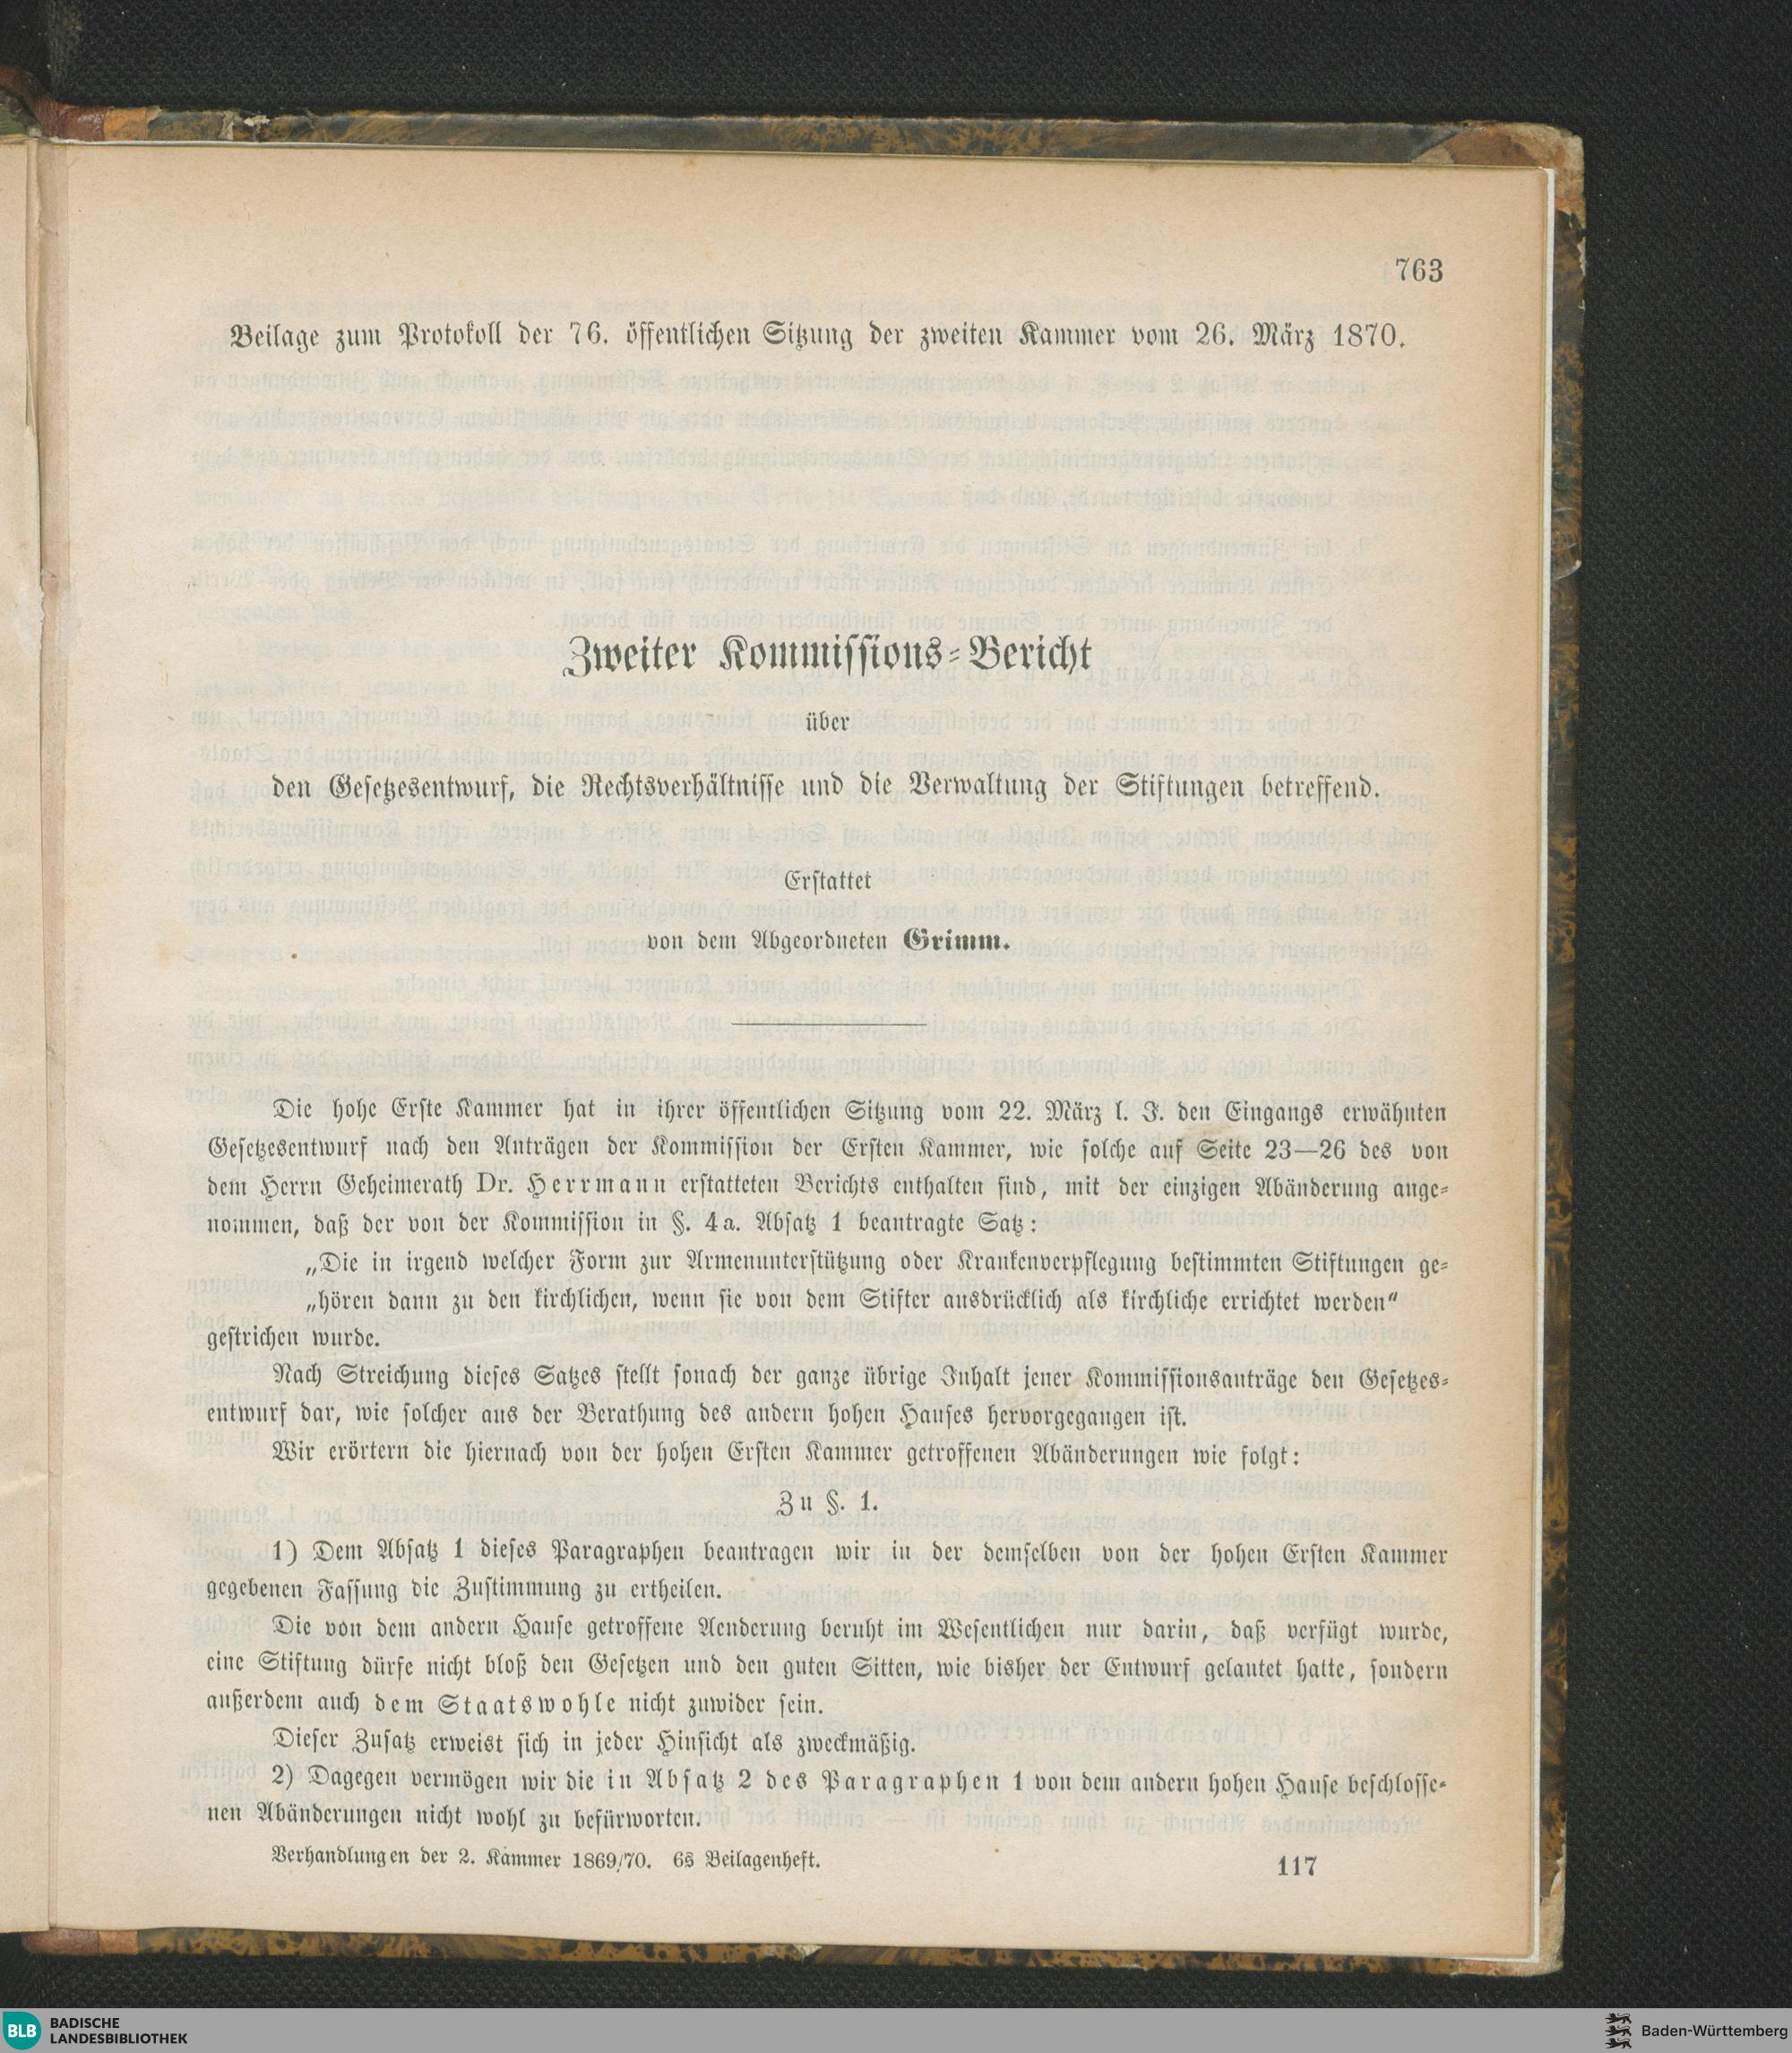 763
Beilage zum Protokoll der 76. öffentlichen Sitzung der zweiten Kammer vom 26. März 1870.
Zweiter Kommissions-Bericht
über
den Gesetzesentwurf, die Rechtsverhältnisse und die Verwaltung der Stiftungen betreffend.
Erstattet
von dem Abgeordneten Grimm.
Die hohe Erste Kammer hat in ihrer öffentlichen Sitzung vom 22. März l. J. den Eingangs erwähnten
Gesetzesentwurf nach den Anträgen der Kommission der Ersten Kammer, wie solche auf Seite 23—26 des von
dem Herrn Geheimerath Dr. Herrmann erstatteten Berichts enthalten sind, mit der einzigen Abänderung ange-
nommen, daß der von der Kommission in §. 4a. Absatz 1 beantragte Satz:
„Die in irgend welcher Form zur Armenunterstützung oder Krankenverpflegung bestimmten Stiftungen ge-
„hören dann zu den kirchlichen, wenn sie von dem Stifter ausdrücklich als kirchliche errichtet werden“
gestrichen wurde.
Nach Streichung dieses Satzes stellt sonach der ganze übrige Inhalt jener Kommissionsanträge den Gesetzes-
entwurf dar, wie solcher aus der Berathung des andern hohen Hauses hervorgegangen ist.
Wir erörtern die hiernach von der hohen Ersten Kammer getroffenen Abänderungen wie folgt:
Zu §. 1.
1) Dem Absatz 1 dieses Paragraphen beantragen wir in der demselben von der hohen Ersten Kammer
gegebenen Fassung die Zustimmung zu ertheilen.
Die von dem andern Hause getroffene Aenderung beruht im Wesentlichen nur darin, daß verfügt wurde,
eine Stiftung dürfe nicht bloß den Gesetzen und den guten Sitten, wie bisher der Entwurf gelautet hatte, sondern
außerdem auch dem Staatswohle nicht zuwider sein.
Dieser Zusatz erweist sich in jeder Hinsicht als zweckmäßig.
2) Dagegen vermögen wir die in Absatz 2 des Paragraphen 1 von dem andern hohen Hause beschlosse-
nen Abänderungen nicht wohl zu befürworten.
Verhandlungen der 2. Kammer 1869/70. 6s Beilagenheft.
117
BLB BADISCHE
LANDESBIBLIOTHEK
Baden-Württemberg